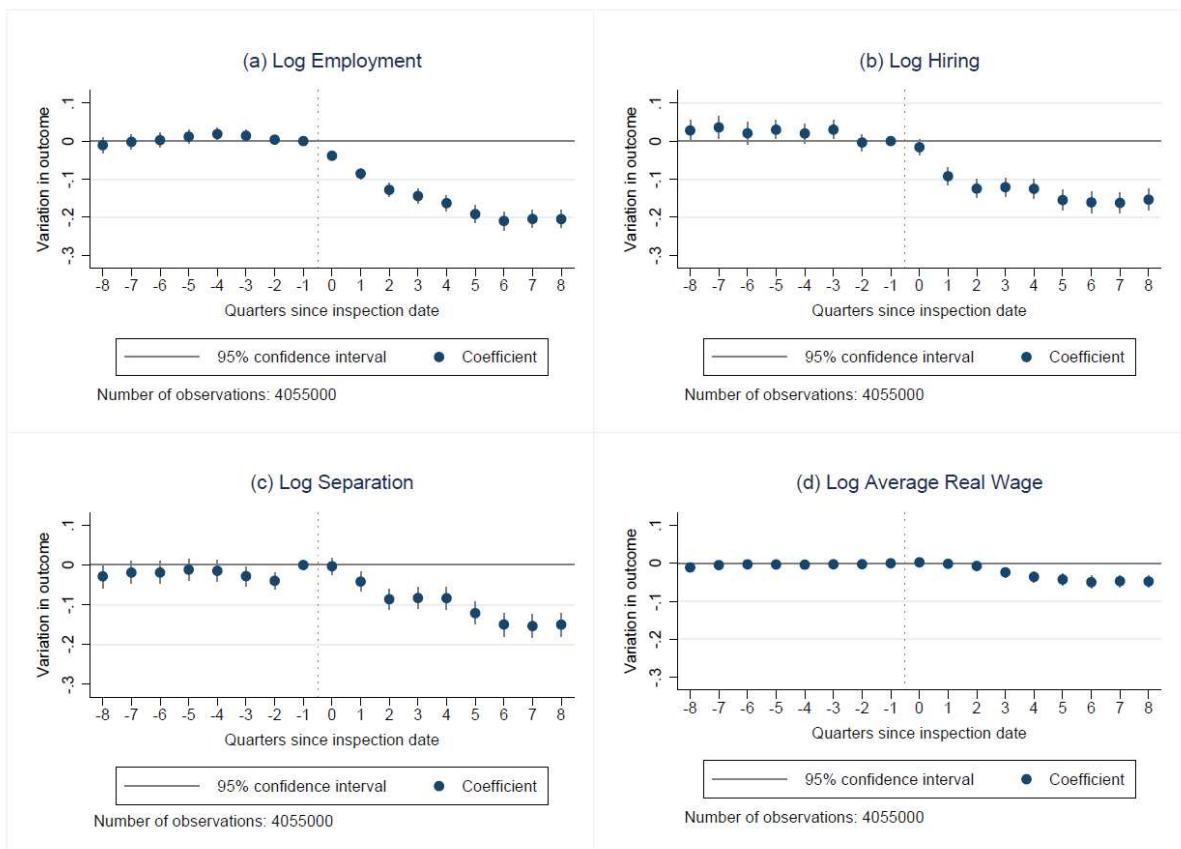 (a) Log Employment
Variation in outcome
.1
0
-.1
-.2
-.3
-8 -7 -6 -5 -4 -3 -2 -1 0 1 2 3 4 5 6 7 8
Quarters since inspection date
95% confidence interval Coefficient
Number of observations: 4055000
(b) Log Hiring
Variation in outcome
.1
0
-.1
-.2
-.3
-8 -7 -6 -5 -4 -3 -2 -1 0 1 2 3 4 5 6 7 8
Quarters since inspection date
95% confidence interval Coefficient
Number of observations: 4055000
(c) Log Separation
Variation in outcome
.1
0
-.1
-.2
-.3
-8 -7 -6 -5 -4 -3 -2 -1 0 1 2 3 4 5 6 7 8
Quarters since inspection date
95% confidence interval Coefficient
Number of observations: 4055000
(d) Log Average Real Wage
Variation in outcome
.1
0
-.1
-.2
-.3
-8 -7 -6 -5 -4 -3 -2 -1 0 1 2 3 4 5 6 7 8
Quarters since inspection date
95% confidence interval Coefficient
Number of observations: 4055000